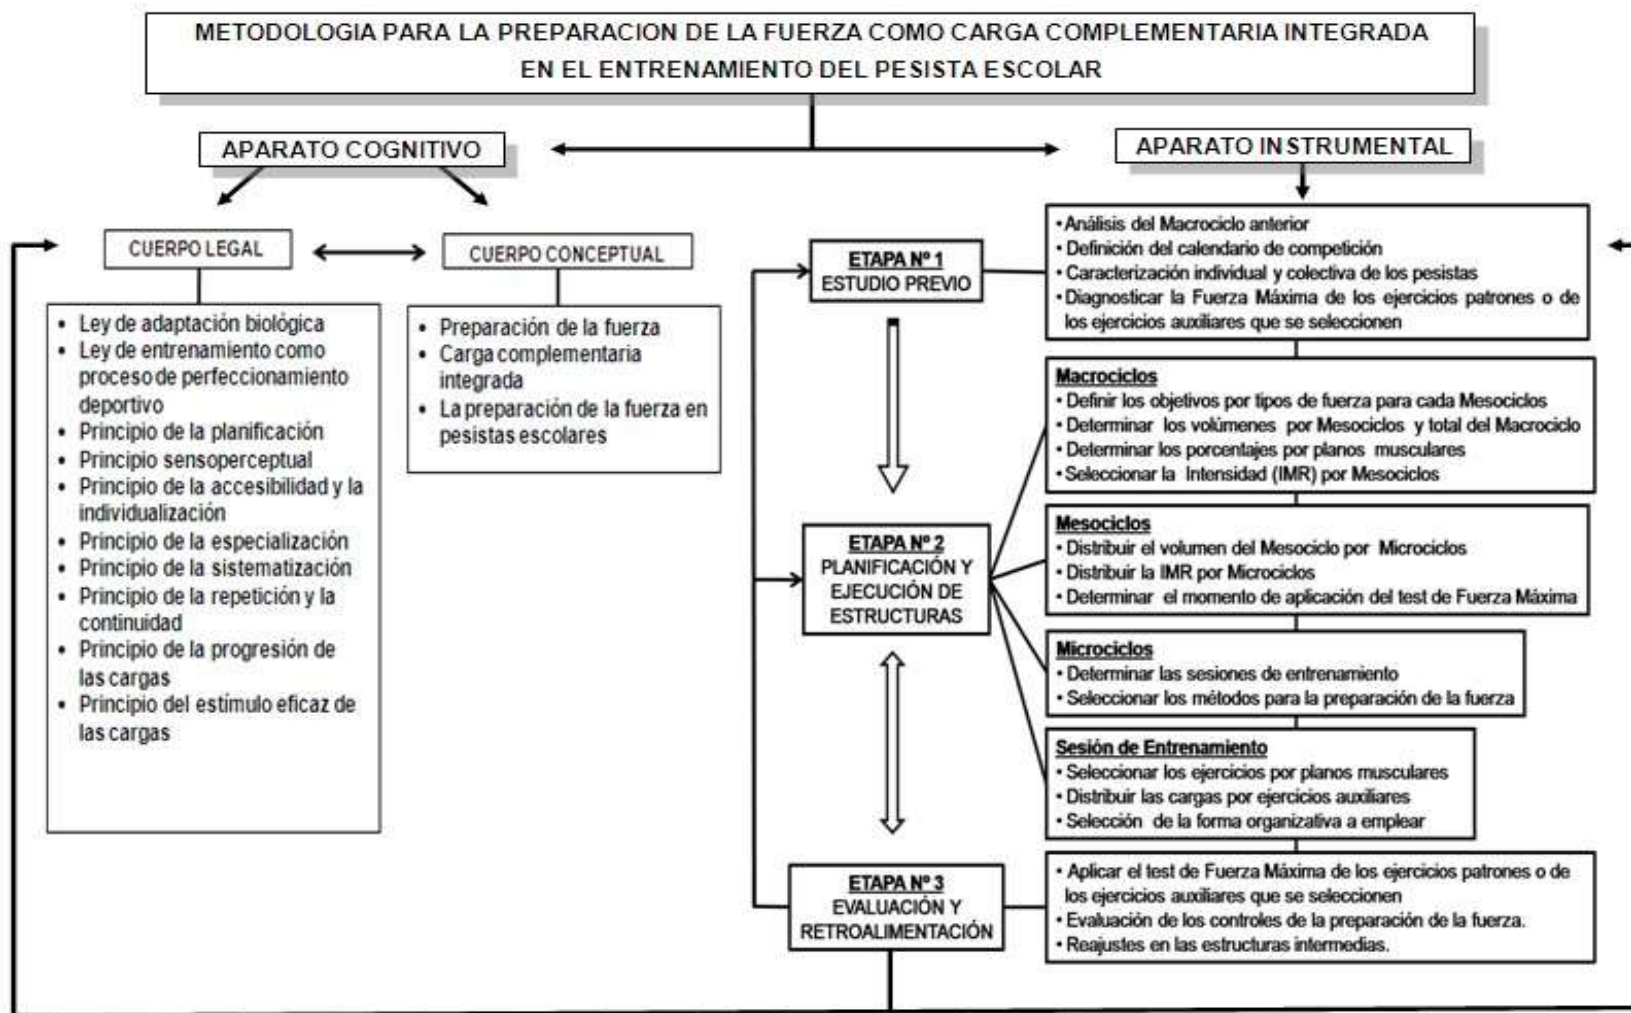 METODOLOGIA PARA LA PREPARACION DE LA FUERZA COMO CARGA COMPLEMENTARIA INTEGRADA
EN EL ENTRENAMIENTO DEL PESISTA ESCOLAR
APARATO COGNITIVO
APARATO INSTRUMENTAL
CUERPO LEGAL
• Ley de adaptación biológica
• Ley de entrenamiento como
proceso de perfeccionamiento
deportivo
• Principio de la planificación
• Principio sensoperceptual
• Principio de la accesibilidad y la
individualización
• Principio de la especialización
• Principio de la sistematización
• Principio de la repetición y la
continuidad
• Principio de la progresión de
las cargas
• Principio del estímulo eficaz de
las cargas
CUERPO CONCEPTUAL
• Preparación de la fuerza
• Carga complementaria
integrada
• La preparación de la fuerza en
pesistas escolares
ETAPA Nº 1
ESTUDIO PREVIO
• Análisis del Macrociclo anterior
• Definición del calendario de competición
• Caracterización individual y colectiva de los pesistas
• Diagnosticar la Fuerza Máxima de los ejercicios patrones o de
los ejercicios auxiliares que se seleccionen
ETAPA Nº 2
PLANIFICACIÓN Y
EJECUCIÓN DE
ESTRUCTURAS
Macrociclos
• Definir los objetivos por tipos de fuerza para cada Mesociclos
• Determinar los volúmenes por Mesociclos y total del Macrociclo
• Determinar los porcentajes por planos musculares
• Seleccionar la Intensidad (IMR) por Mesociclos
Mesociclos
• Distribuir el volumen del Mesociclo por Microciclos
• Distribuir la IMR por Microciclos
• Determinar el momento de aplicación del test de Fuerza Máxima
Microciclos
• Determinar las sesiones de entrenamiento
• Seleccionar los métodos para la preparación de la fuerza
Sesión de Entrenamiento
• Seleccionar los ejercicios por planos musculares
• Distribuir las cargas por ejercicios auxiliares
• Selección de la forma organizativa a emplear
ETAPA Nº 3
EVALUACIÓN Y
RETROALIMENTACIÓN
• Aplicar el test de Fuerza Máxima de los ejercicios patrones o de
los ejercicios auxiliares que se seleccionen
• Evaluación de los controles de la preparación de la fuerza.
• Reajustes en las estructuras intermedias.